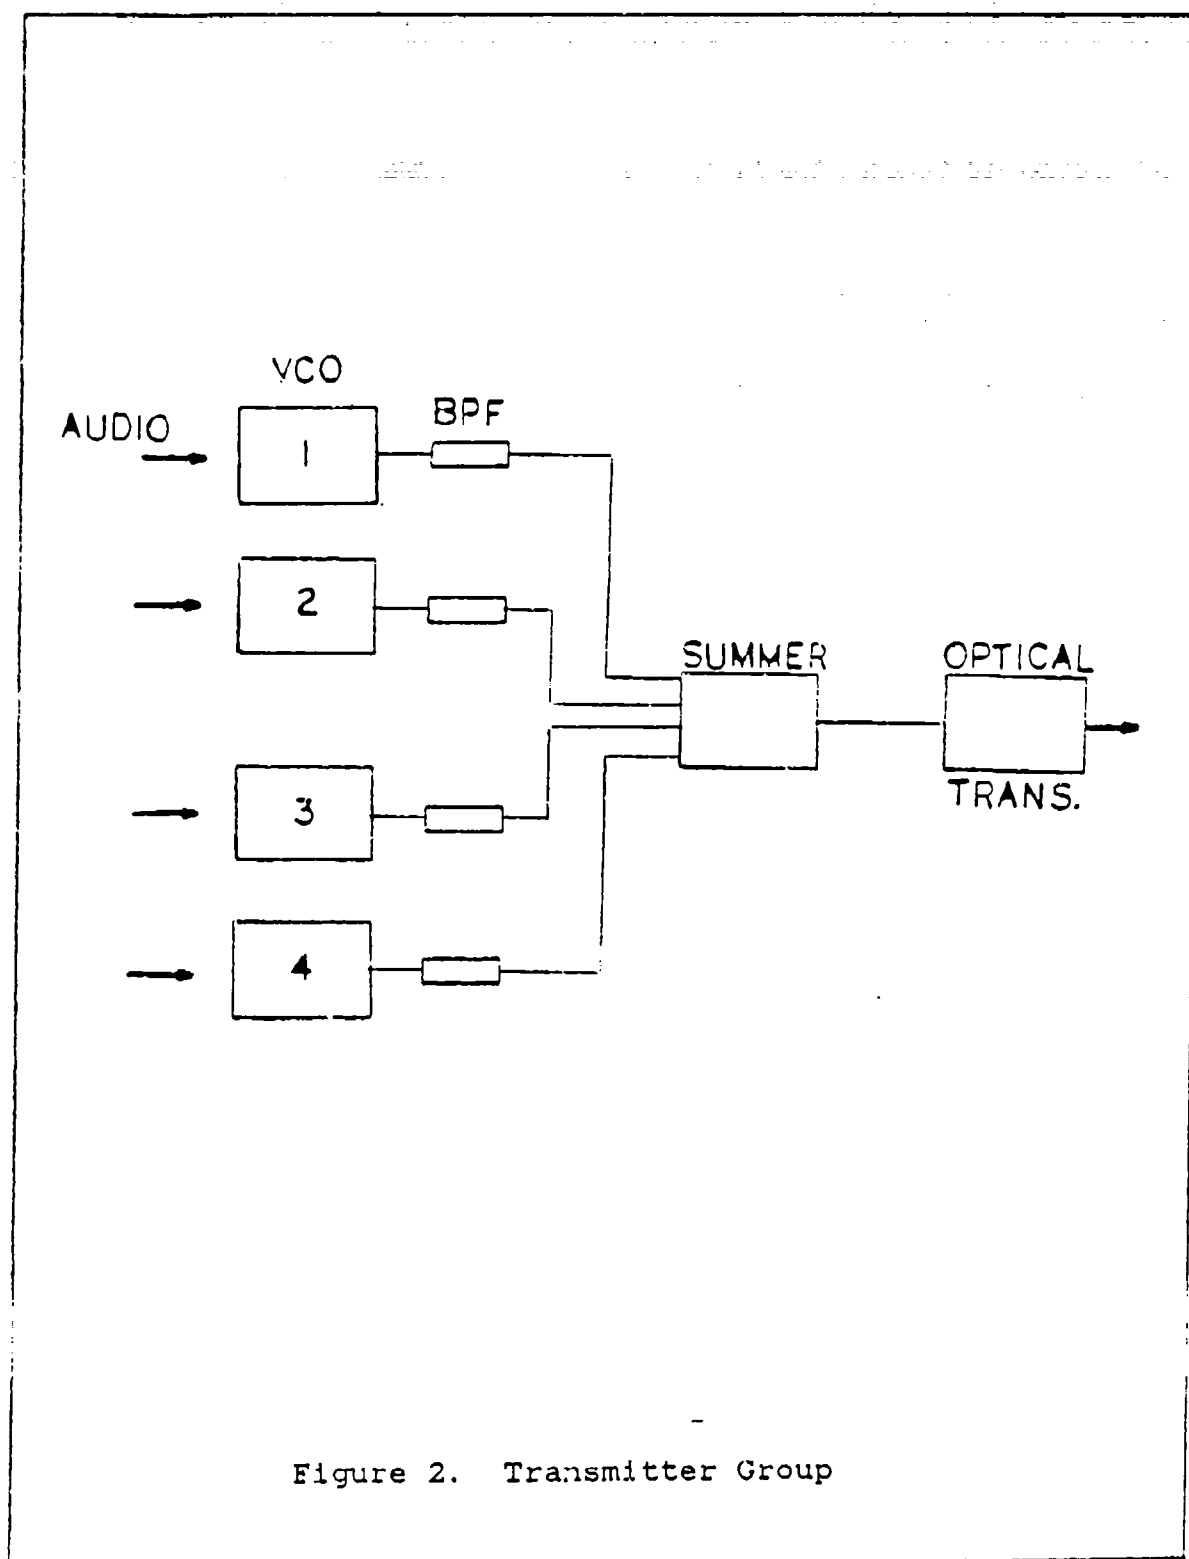 VCO
AUDIO
BPF
1
2
SUMMER
OPTICAL
3
TRANS.
4
Figure 2. Transmitter Group